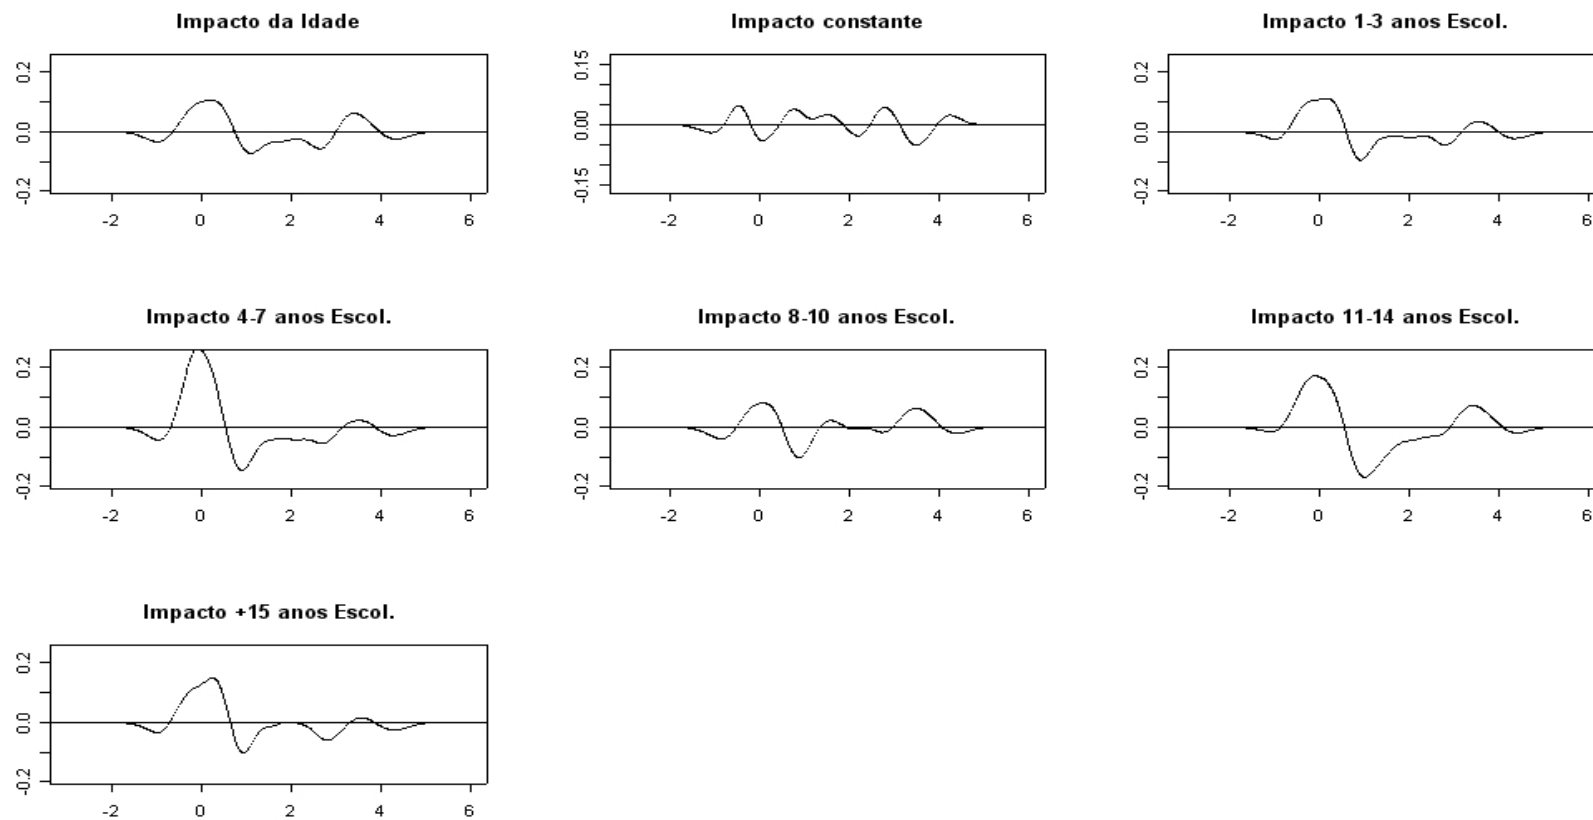 Impacto da Idade
0.2
0.0
-0.2
-2 0 2 4 6
Impacto constante
0.15
0.00
-0.15
-2 0 2 4 6
Impacto 1-3 anos Escol.
0.2
0.0
-0.2
-2 0 2 4 6
Impacto 4-7 anos Escol.
0.2
0.0
-0.2
-2 0 2 4 6
Impacto 8-10 anos Escol.
0.2
0.0
-0.2
-2 0 2 4 6
Impacto 11-14 anos Escol.
0.2
0.0
-0.2
-2 0 2 4 6
Impacto +15 anos Escol.
0.2
0.0
-0.2
-2 0 2 4 6